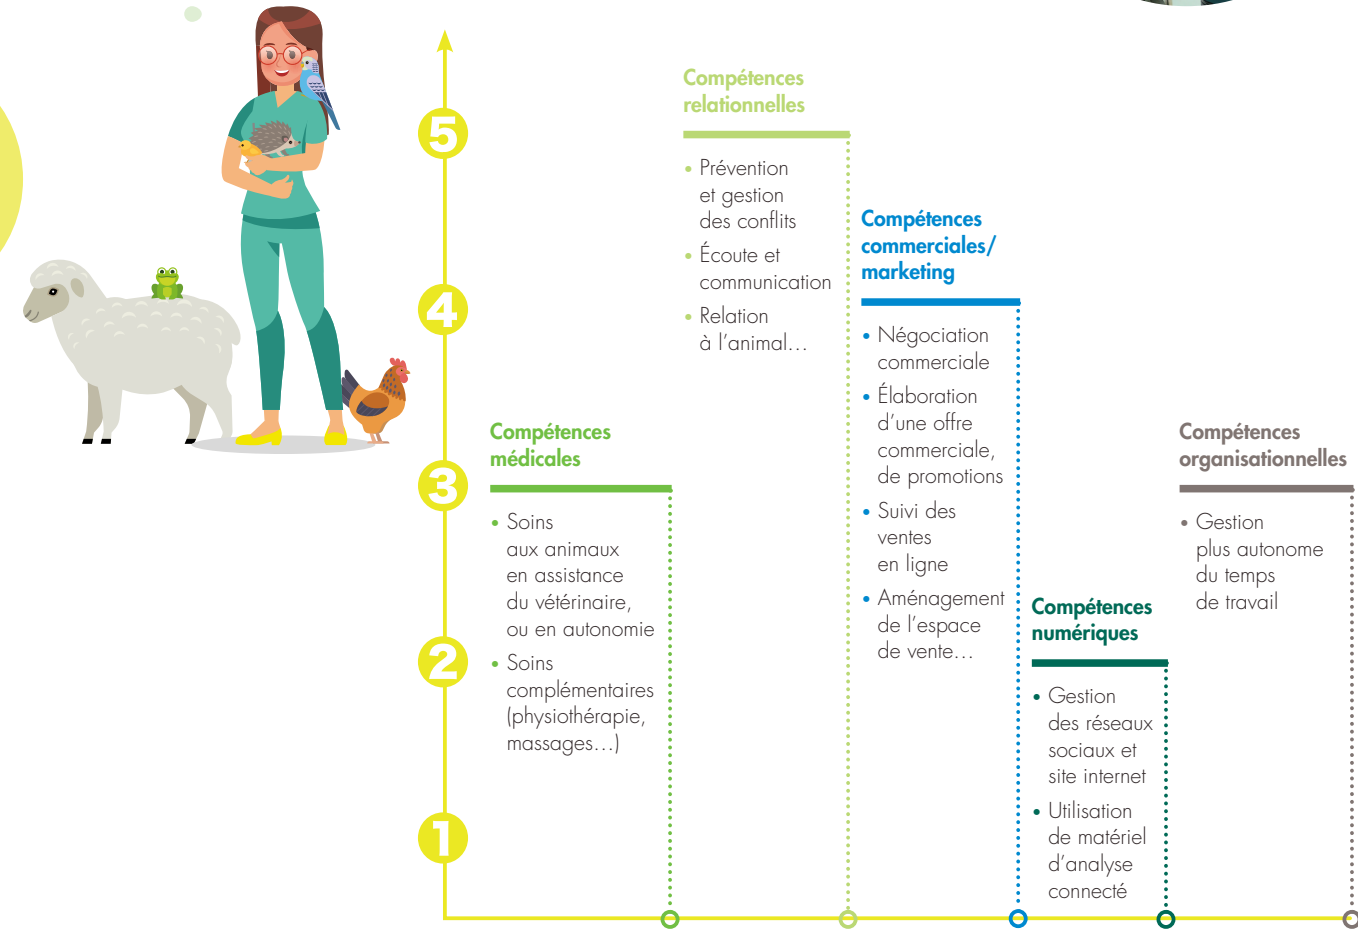 5
4
3
2
1
Compétences
médicales
• Soins
aux animaux
en assistance
du vétérinaire,
ou en autonomie
• Soins
complémentaires
(physiothérapie,
massages…)
Compétences
relationnelles
• Prévention
et gestion
des conflits
• Écoute et
communication
• Relation
à l’animal…
Compétences
commerciales/
marketing
• Négociation
commerciale
• Élaboration
d’une offre
commerciale,
de promotions
• Suivi des
ventes
en ligne
• Aménagement
de l’espace
de vente…
Compétences
numériques
• Gestion
des réseaux
sociaux et
site internet
• Utilisation
de matériel
d’analyse
connecté
Compétences
organisationnelles
• Gestion
plus autonome
du temps
de travail